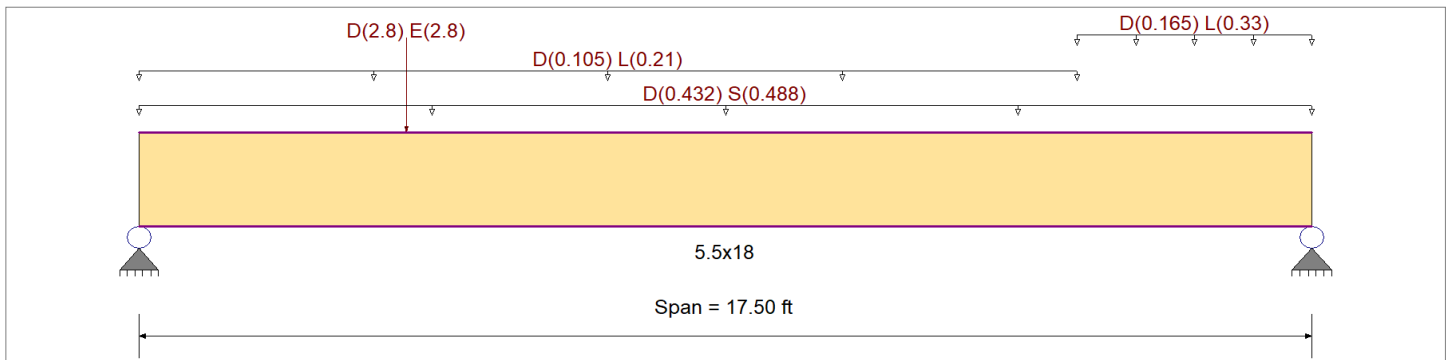 D(0.165) L(0.33)
D(2.8) E(2.8)
D(0.105) L(0.21)
D(0.432) S(0.488)
5.5x18
Span = 17.50 ft